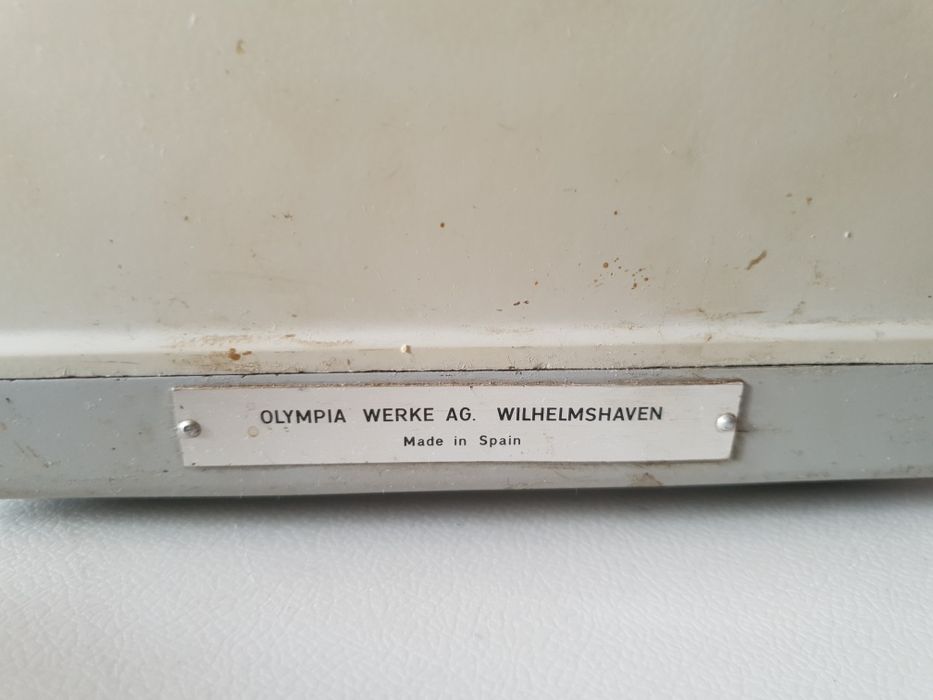 OLYMPIA WERKE AG. WILHELMSHAVEN
Made in Spain